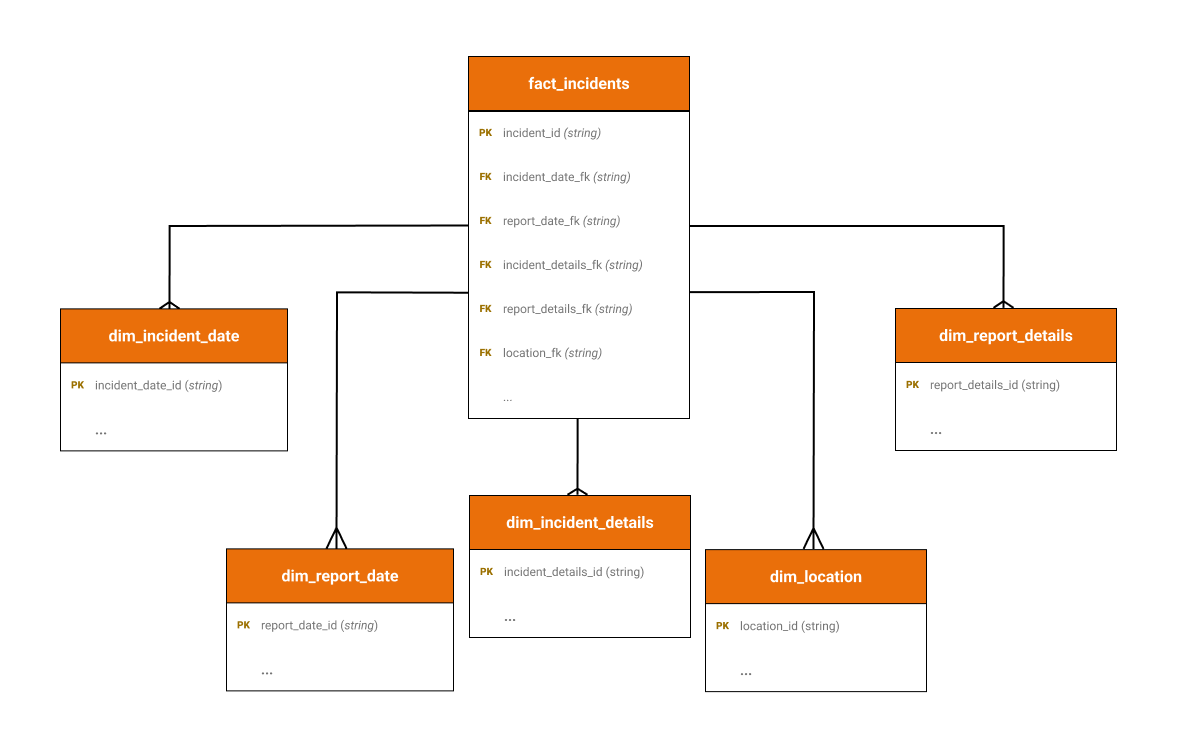 fact_incidents
PK incident_id (string)
FK incident_date_fk (string)
FK report_date_fk (string)
FK incident_details_fk (string)
FK report_details_fk (string)
FK location_fk (string)
...
dim_incident_date
PK incident_date_id (string)
...
dim_report_details
PK report_details_id (string)
...
dim_incident_details
PK incident_details_id (string)
...
dim_report_date
PK report_date_id (string)
...
dim_location
PK location_id (string)
...